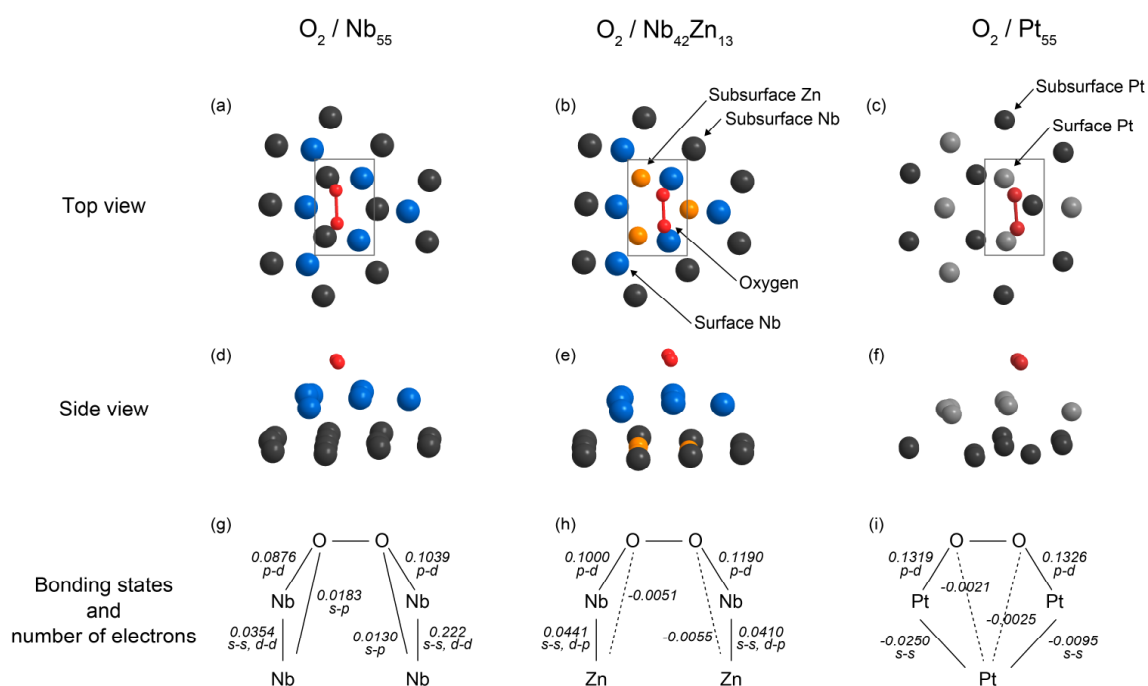 O₂ / Nb₅₅
O₂ / Nb₄₂Zn₁₃
O₂ / Pt₅₅
Top view
(a)
(b)
Subsurface Zn
Subsurface Nb
Oxygen
Surface Nb
(c)
Subsurface Pt
Surface Pt
Side view
(d)
(e)
(f)
Bonding states
and
number of electrons
(g)
O
O
0.0876
p-d
0.1039
p-d
Nb
Nb
0.0183
s-p
0.0354
s-s, d-d
0.0130
s-p
0.222
s-s, d-d
Nb
Nb
(h)
O
O
0.1000
p-d
0.1190
p-d
Nb
Nb
-0.0051
0.0441
s-s, d-p
-0.0055
0.0410
s-s, d-p
Zn
Zn
(i)
O
O
0.1319
p-d
0.1326
p-d
-0.0021
Pt
Pt
-0.0025
-0.0250
s-s
-0.0095
s-s
Pt